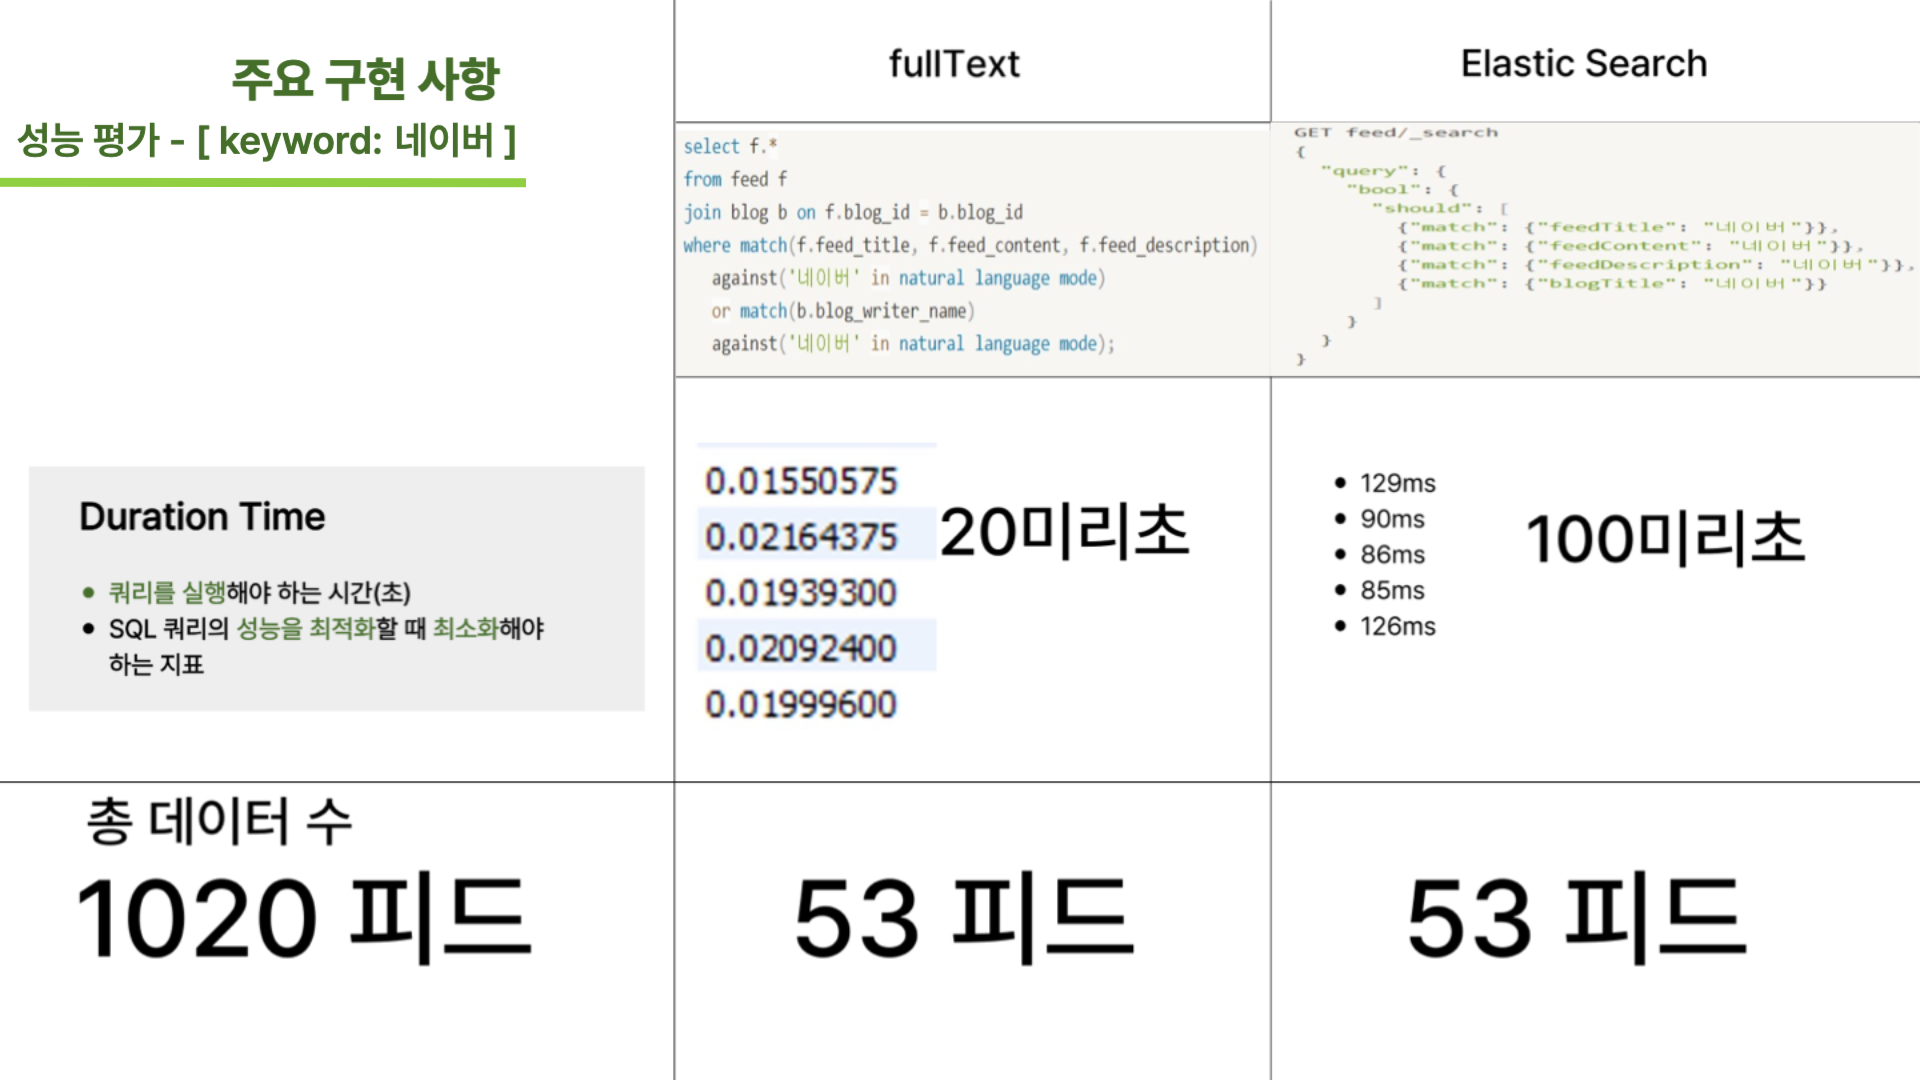 주요 구현 사항
성능 평가 - [ keyword: 네이버 ]
fullText
Elastic Search
select f.*
from feed f
join blog b on f.blog_id = b.blog_id
where match(f.feed_title, f.feed_content, f.feed_description)
against('네이버' in natural language mode)
or match(b.blog_writer_name)
against('네이버' in natural language mode);
GET feed/_search
{
"query": {
"bool": {
"should": [
{"match": {"feedTitle": "네이버"}},
{"match": {"feedContent": "네이버"}},
{"match": {"feedDescription": "네이버"}},
{"match": {"blogTitle": "네이버"}}
]
}
}
}
Duration Time
• 쿼리를 실행해야 하는 시간(초)
• SQL 쿼리의 성능을 최적화할 때 최소화해야
하는 지표
0.01550575
0.02164375
0.01939300
0.02092400
0.01999600
20미리초
• 129ms
• 90ms
• 86ms
• 85ms
• 126ms
100미리초
총 데이터 수
1020 피드
53 피드
53 피드